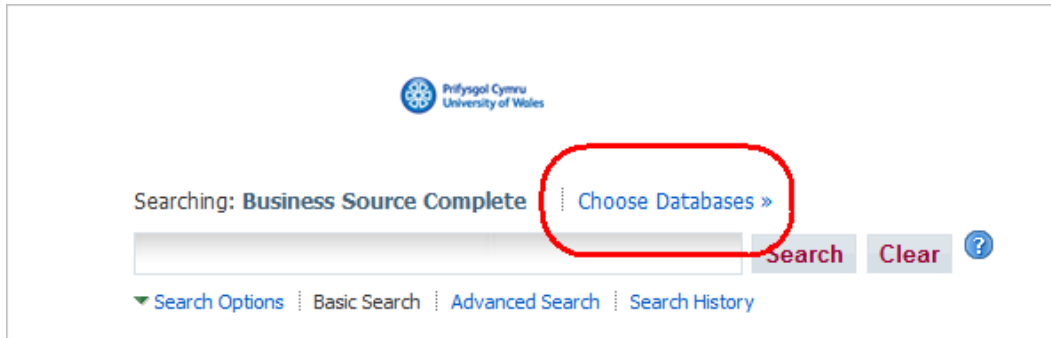 Prifysgol Cymru
University of Wales
Searching: Business Source Complete Choose Databases »
Search Clear ?
Search Options Basic Search Advanced Search Search History